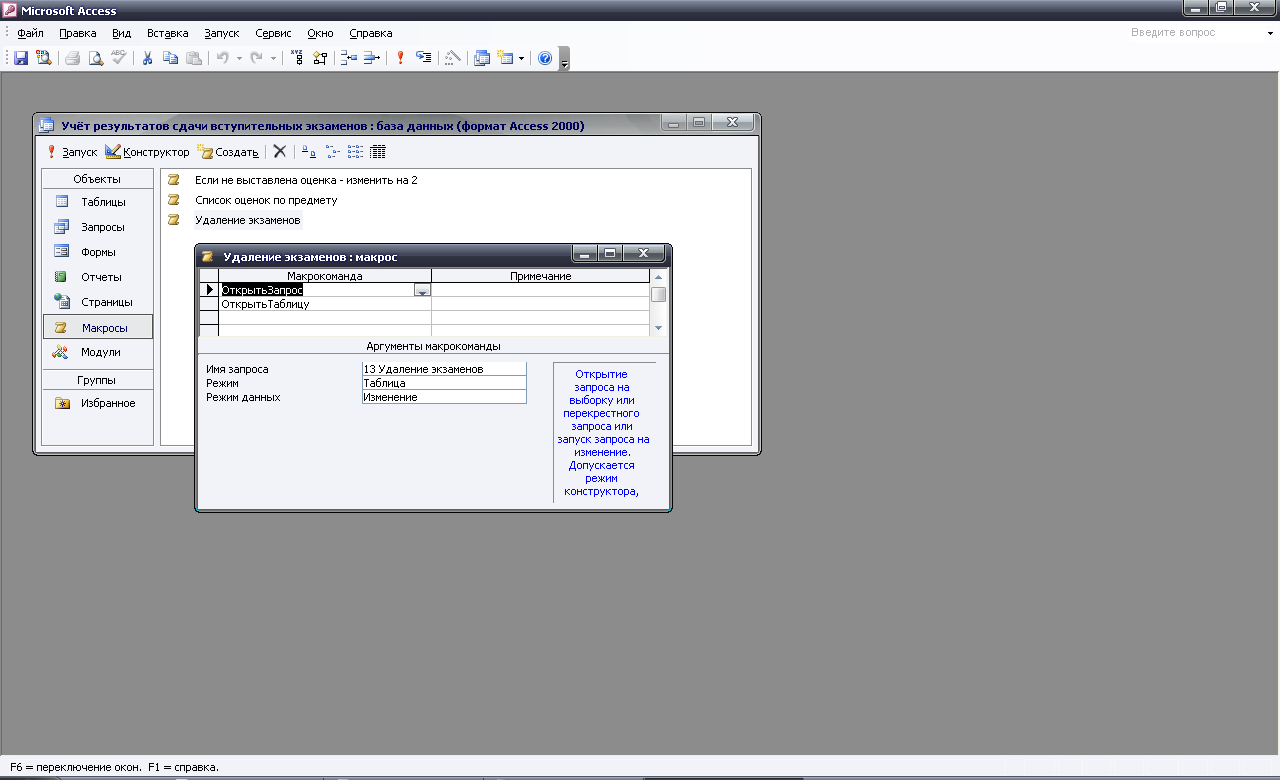 Microsoft Access
Файл Правка Вид Вставка Запуск Сервис Окно Справка
Введите вопрос
XYZ
ABC
Учёт результатов сдачи вступительных экзаменов : база данных (формат Access 2000)
Запуск Конструктор Создать
Объекты
Таблицы
Запросы
Формы
Отчеты
Страницы
Макросы
Модули
Группы
Избранное
Если не выставлена оценка - изменить на 2
Список оценок по предмету
Удаление экзаменов
Удаление экзаменов : макрос
Макрокоманда Примечание
ОткрытьЗапрос
ОткрытьТаблицу
Аргументы макрокоманды
Имя запроса 13 Удаление экзаменов
Режим Таблица
Режим данных Изменение
Открытие
запроса на
выборку или
перекрестного
запроса или
запуск запроса на
изменение.
Допускается
режим
конструктора,
F6 = переключение окон. F1 = справка.